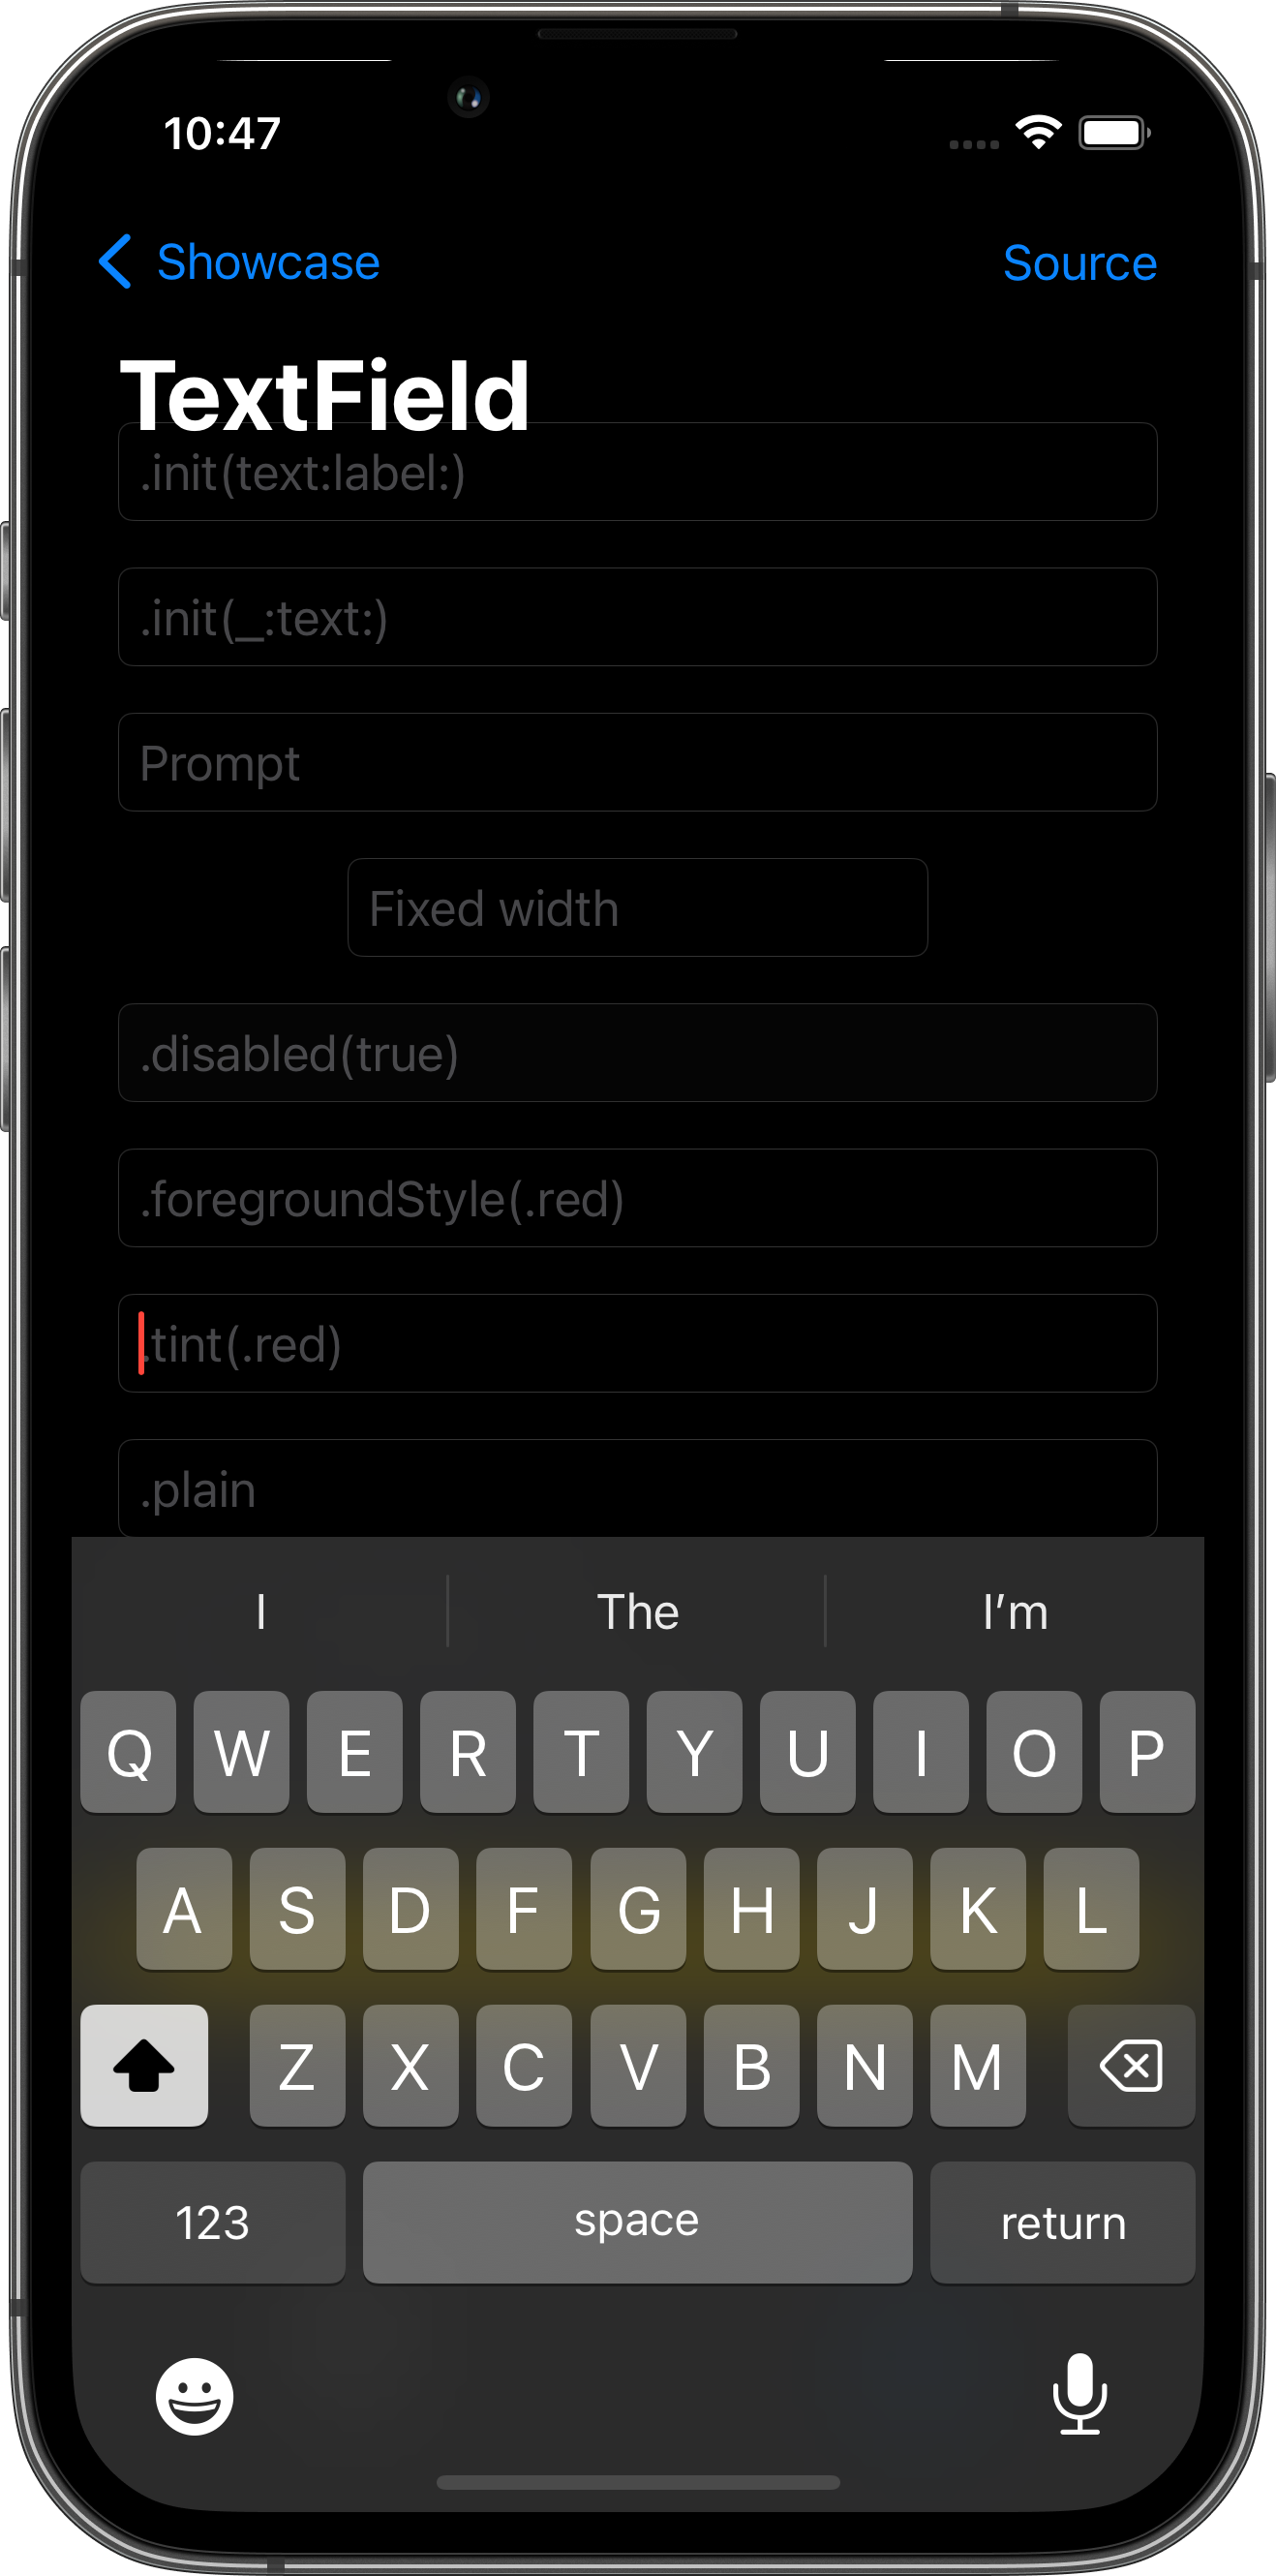 10:47
Showcase
Source
TextField
.init(text:label:)
.init(_:text:)
Prompt
Fixed width
.disabled(true)
.foregroundStyle(.red)
.tint(.red)
.plain
I The I’m
Q W E R T Y U I O P
A S D F G H J K L
Z X C V B N M
123 space return